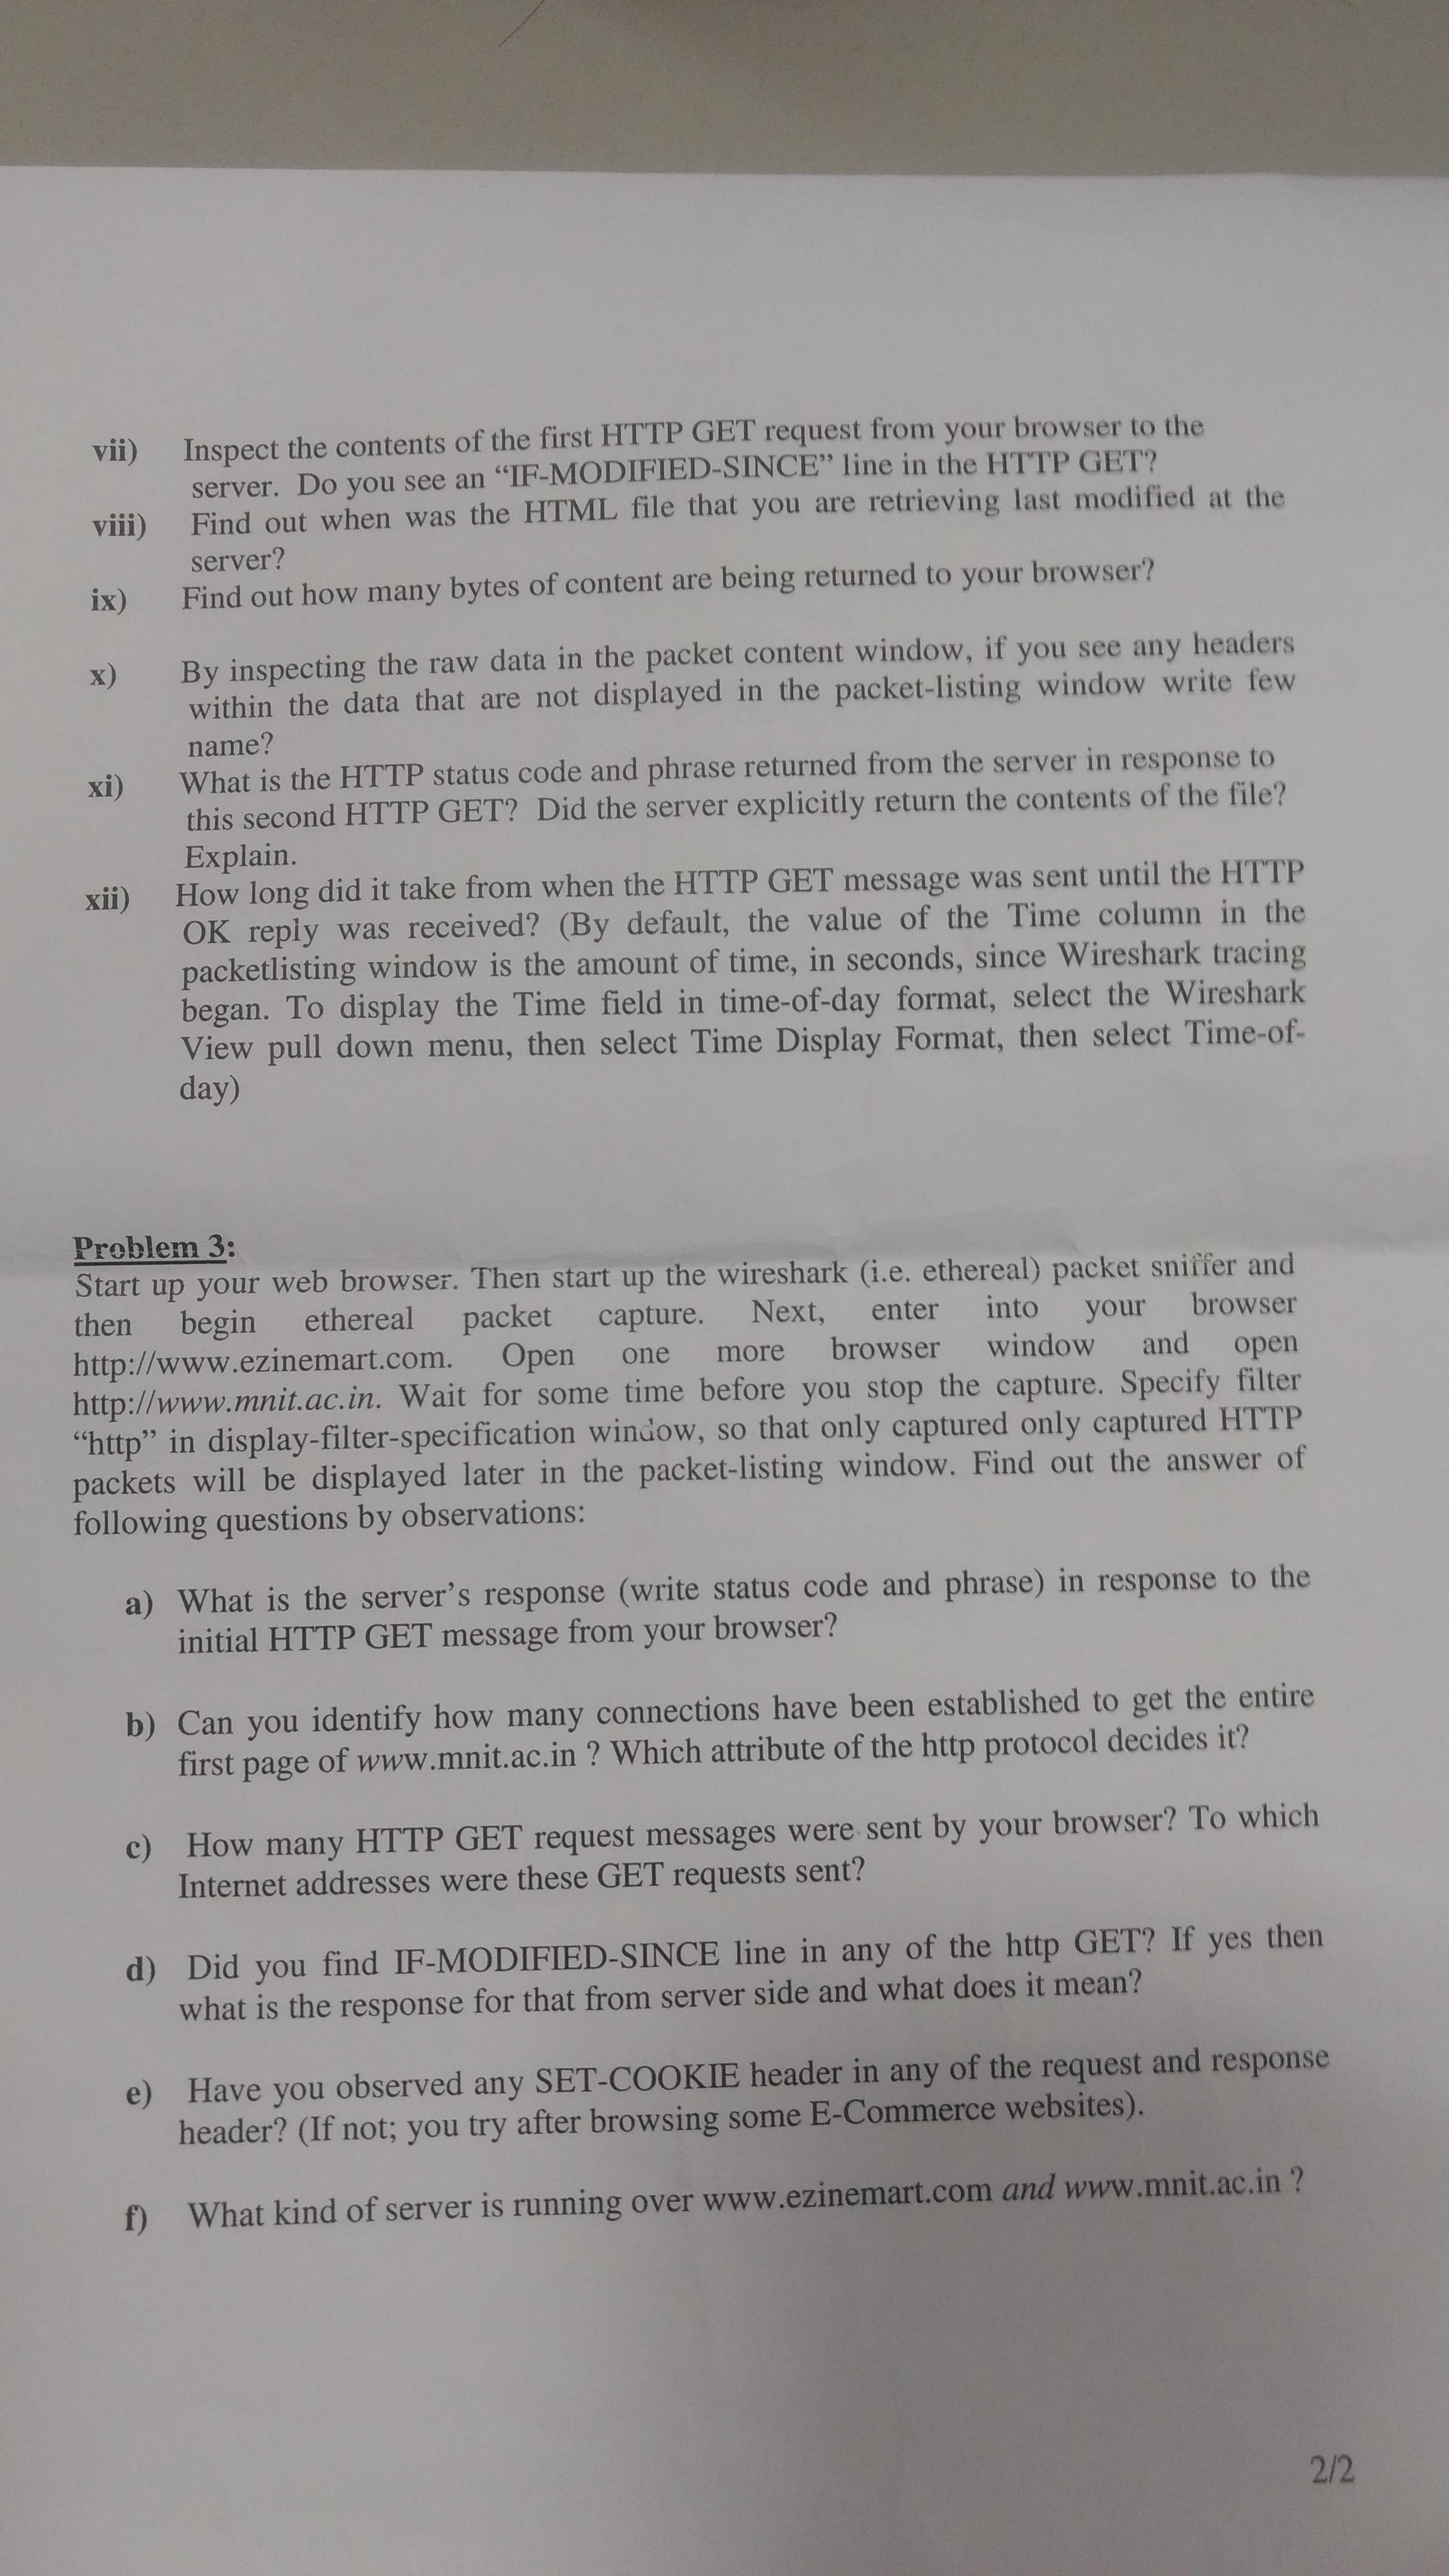 vii) Inspect the contents of the first HTTP GET request from your browser to the
server. Do you see an “IF-MODIFIED-SINCE” line in the HTTP GET?
viii) Find out when was the HTML file that you are retrieving last modified at the
server?
ix) Find out how many bytes of content are being returned to your browser?
x) By inspecting the raw data in the packet content window, if you see any headers
within the data that are not displayed in the packet-listing window write few
name?
xi) What is the HTTP status code and phrase returned from the server in response to
this second HTTP GET? Did the server explicitly return the contents of the file?
Explain.
xii) How long did it take from when the HTTP GET message was sent until the HTTP
OK reply was received? (By default, the value of the Time column in the
packetlisting window is the amount of time, in seconds, since Wireshark tracing
began. To display the Time field in time-of-day format, select the Wireshark
View pull down menu, then select Time Display Format, then select Time-of-
day)
Problem 3:
Start up your web browser. Then start up the wireshark (i.e. ethereal) packet sniffer and
then begin ethereal packet capture. Next, enter into your browser
http://www.ezinemart.com. Open one more browser window and open
http://www.mnit.ac.in. Wait for some time before you stop the capture. Specify filter
“http” in display-filter-specification window, so that only captured only captured HTTP
packets will be displayed later in the packet-listing window. Find out the answer of
following questions by observations:
a) What is the server’s response (write status code and phrase) in response to the
initial HTTP GET message from your browser?
b) Can you identify how many connections have been established to get the entire
first page of www.mnit.ac.in ? Which attribute of the http protocol decides it?
c) How many HTTP GET request messages were sent by your browser? To which
Internet addresses were these GET requests sent?
d) Did you find IF-MODIFIED-SINCE line in any of the http GET? If yes then
what is the response for that from server side and what does it mean?
e) Have you observed any SET-COOKIE header in any of the request and response
header? (If not; you try after browsing some E-Commerce websites).
f) What kind of server is running over www.ezinemart.com and www.mnit.ac.in ?
2/2